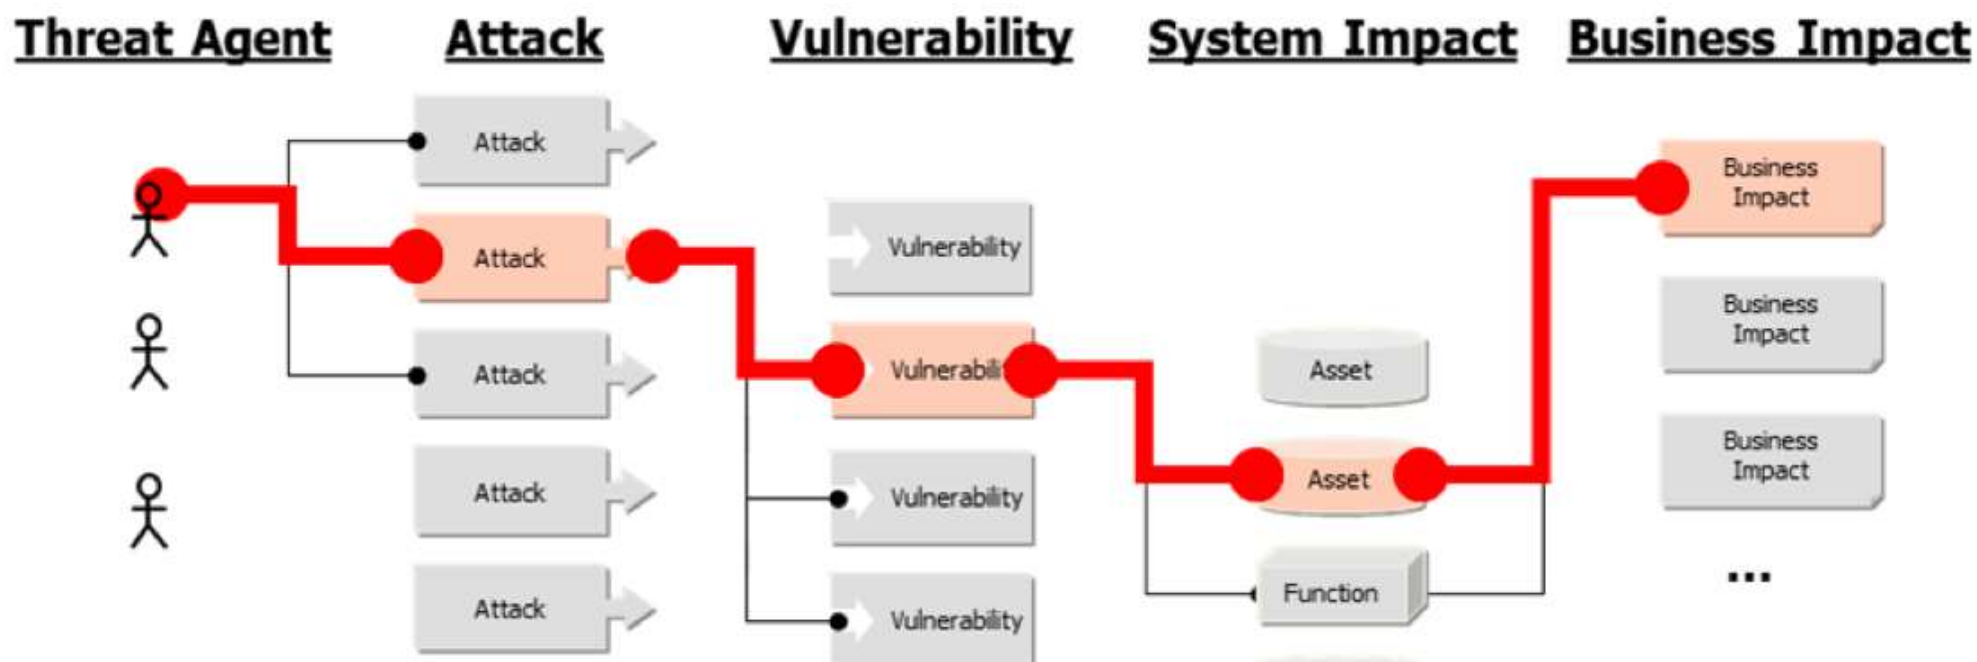 Threat Agent
Attack
Vulnerability
System Impact
Business Impact
Attack
Attack
Attack
Attack
Attack
Vulnerability
Vulnerabilit
Vulnerability
Vulnerability
Asset
Asset
Function
Business
Impact
Business
Impact
Business
Impact
...